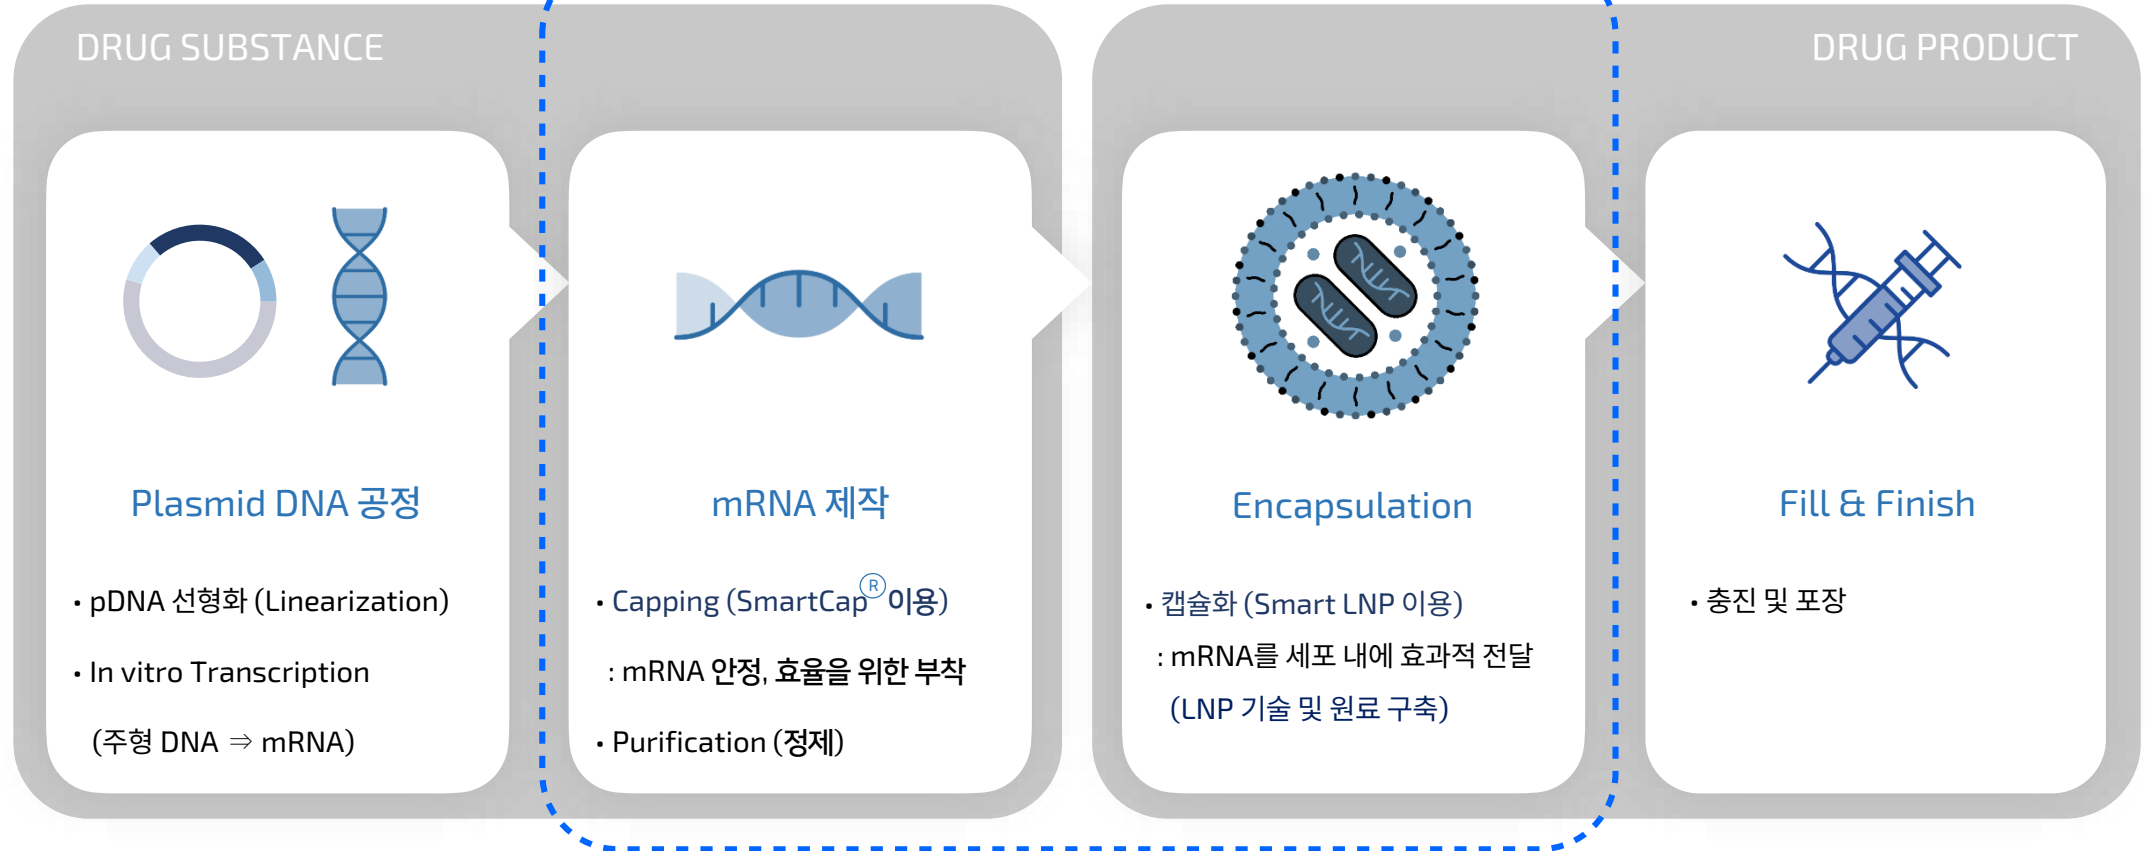 DRUG SUBSTANCE
DRUG PRODUCT
Plasmid DNA 공정
• pDNA 선형화 (Linearization)
• In vitro Transcription
(주형 DNA ⇒ mRNA)
mRNA 제작
• Capping (SmartCap®이용)
: mRNA 안정, 효율을 위한 부착
• Purification (정제)
Encapsulation
• 캡슐화 (Smart LNP 이용)
: mRNA를 세포 내에 효과적 전달
(LNP 기술 및 원료 구축)
Fill & Finish
• 충진 및 포장